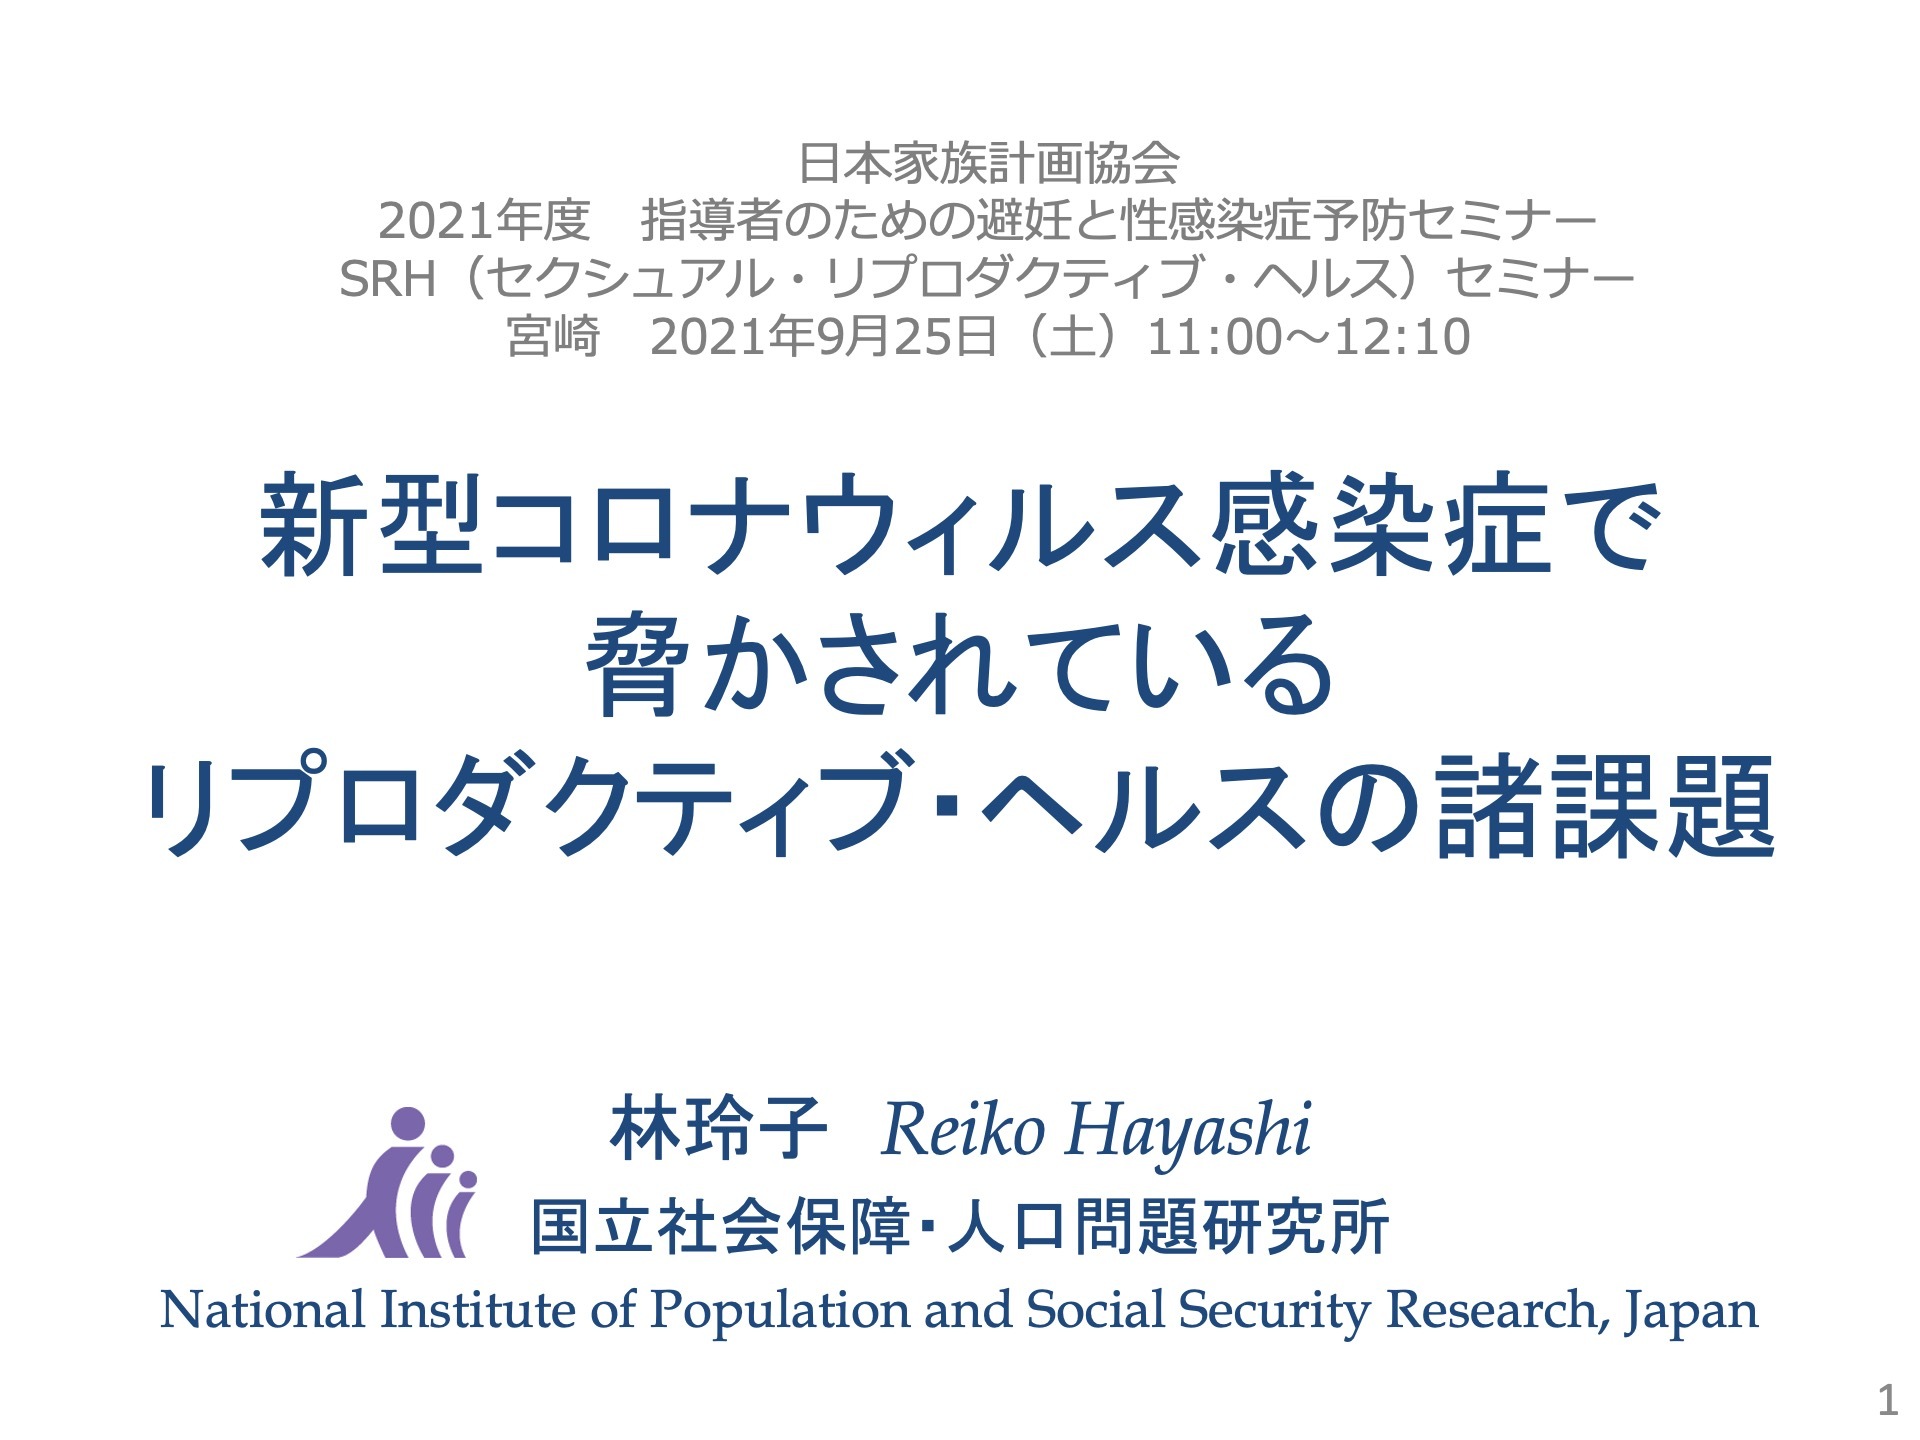 日本家族計画協会
2021年度　指導者のための避妊と性感染症予防セミナー
SRH（セクシュアル・リプロダクティブ・ヘルス）セミナー
宮崎　2021年9月25日（土）11:00～12:10
新型コロナウィルス感染症で
脅かされている
リプロダクティブ・ヘルスの諸課題
林玲子　Reiko Hayashi
国立社会保障・人口問題研究所
National Institute of Population and Social Security Research, Japan
1